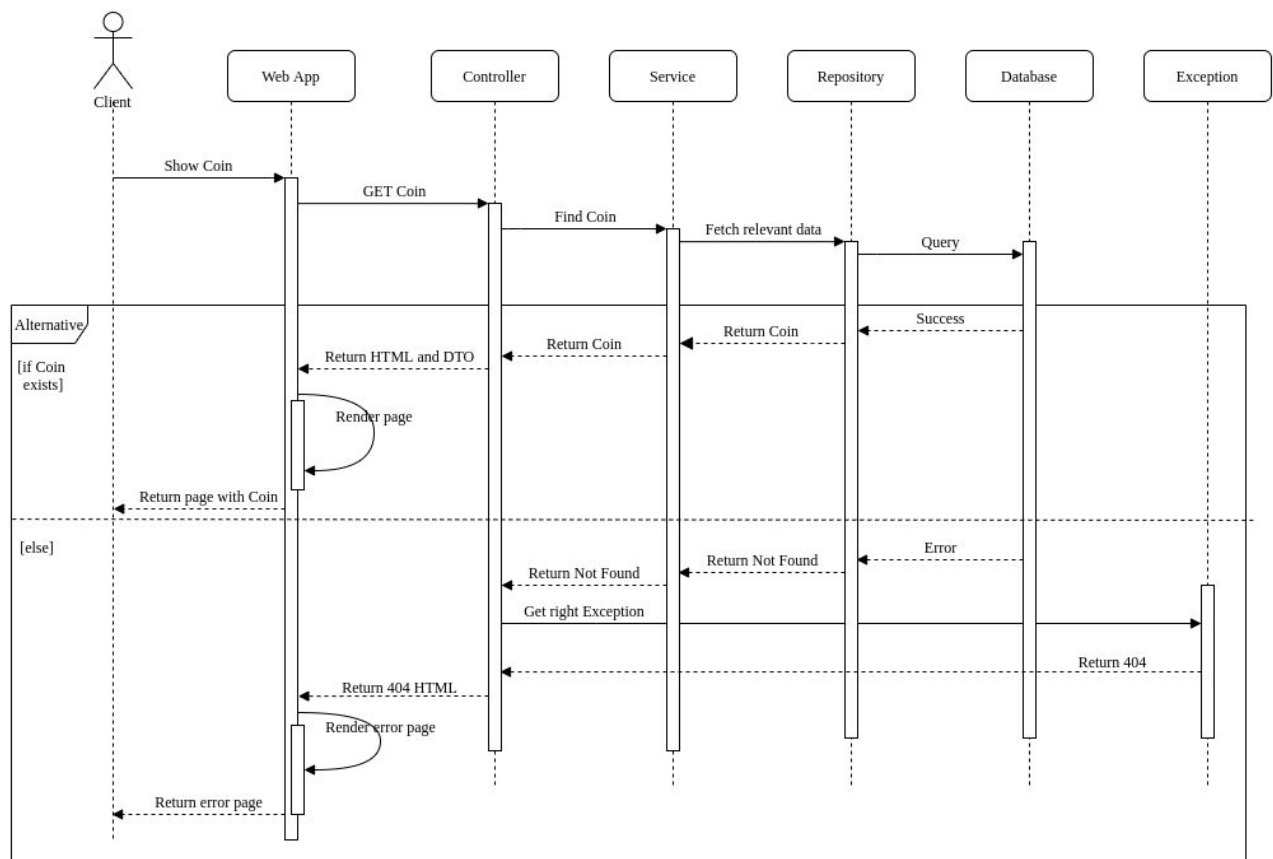 Client
Web App
Controller
Service
Repository
Database
Exception
Show Coin
GET Coin
Find Coin
Fetch relevant data
Query
Alternative
[if Coin
exists]
Success
Return Coin
Return Coin
Return HTML and DTO
Render page
Return page with Coin
[else]
Error
Return Not Found
Return Not Found
Get right Exception
Return 404
Return 404 HTML
Render error page
Return error page